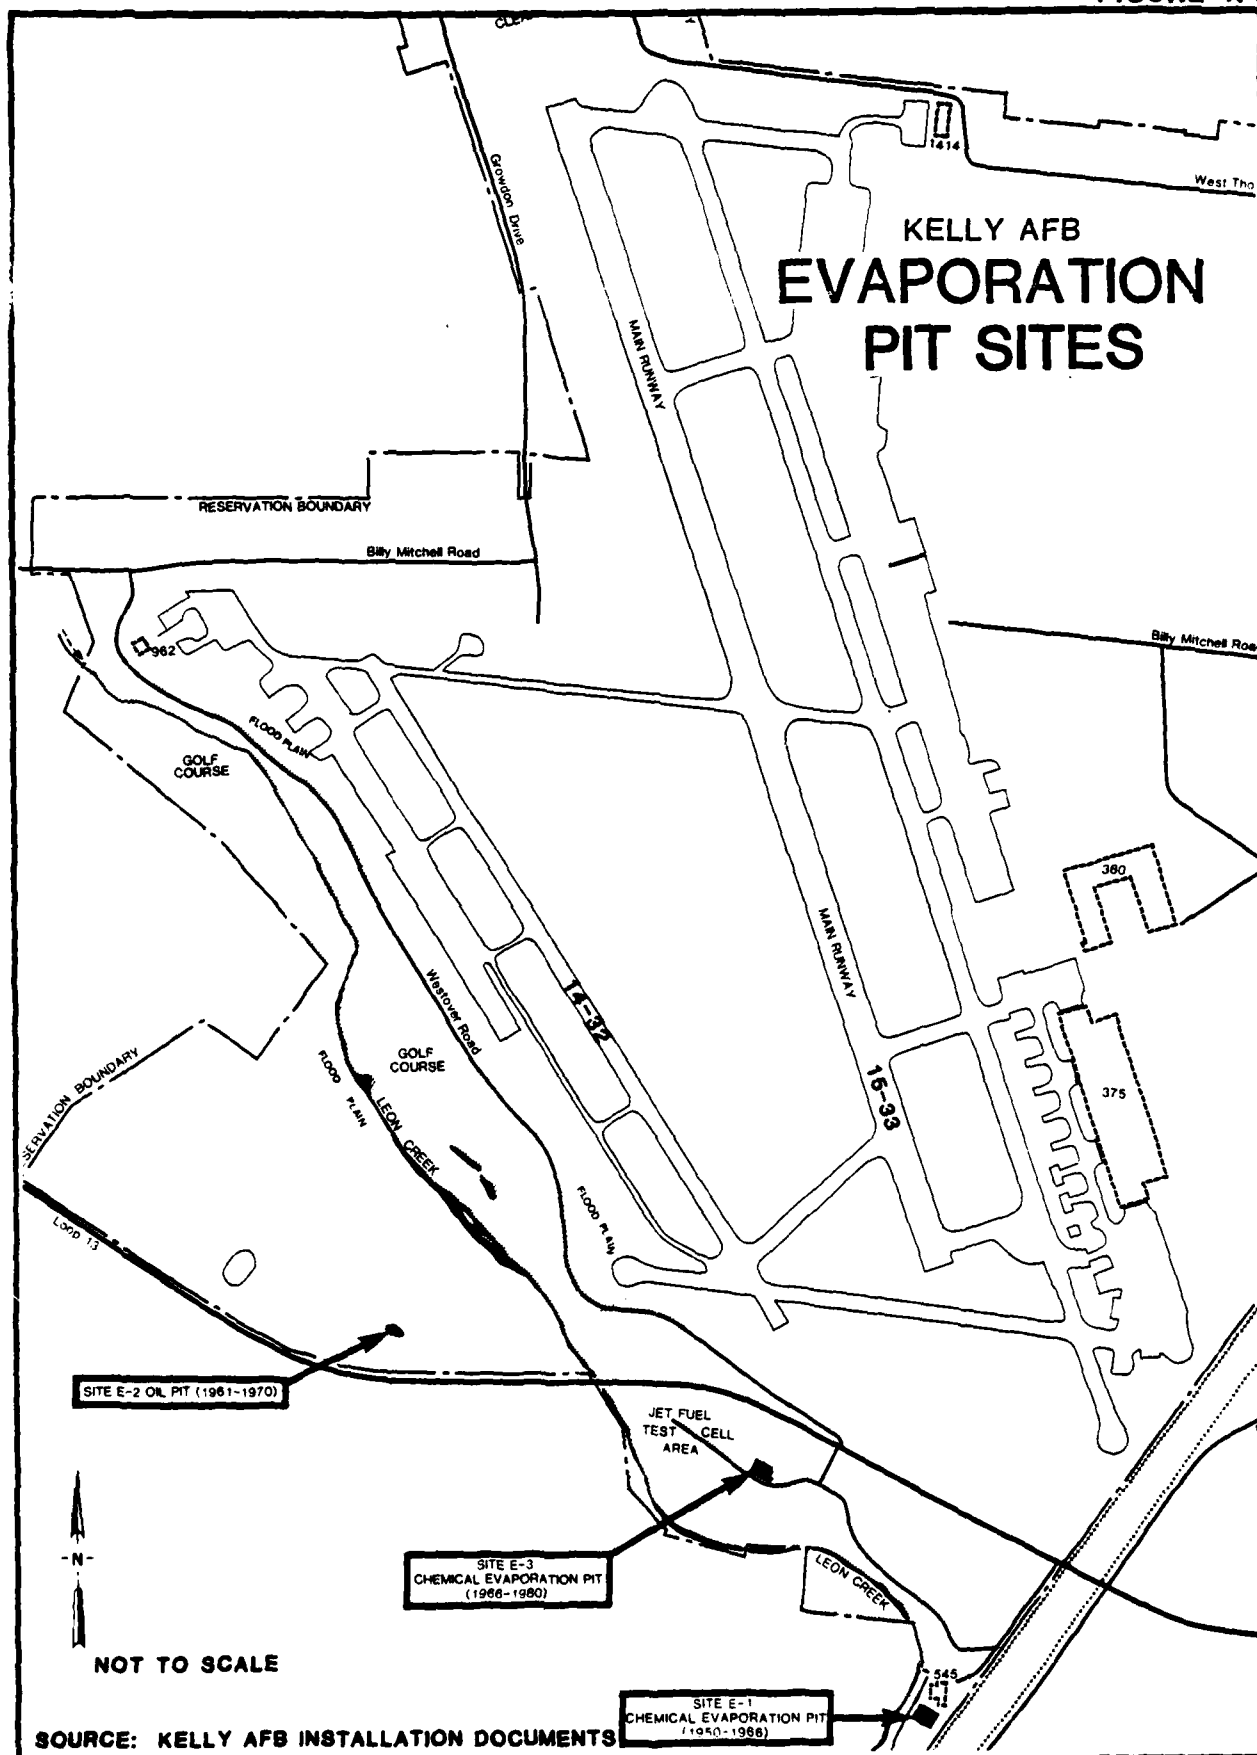 1414
West Tho
Growdon Drive
KELLY AFB
EVAPORATION
PIT SITES
MAIN RUNWAY
RESERVATION BOUNDARY
Billy Mitchell Road
Billy Mitchell Roa
962
FLOOD PLAIN
GOLF
COURSE
360
MAIN RUNWAY
Westover Road
14-32
GOLF
COURSE
FLOOD
PLAIN
LEON CREEK
15-33
375
SERVATION BOUNDARY
FLOOD PLAIN
Loop 13
SITE E-2 OIL PIT (1961-1970)
JET FUEL
TEST CELL
AREA
-N-
SITE E-3
CHEMICAL EVAPORATION PIT
(1966-1980)
LEON CREEK
NOT TO SCALE
545
SITE E-1
CHEMICAL EVAPORATION PIT
(1950-1966)
SOURCE: KELLY AFB INSTALLATION DOCUMENTS